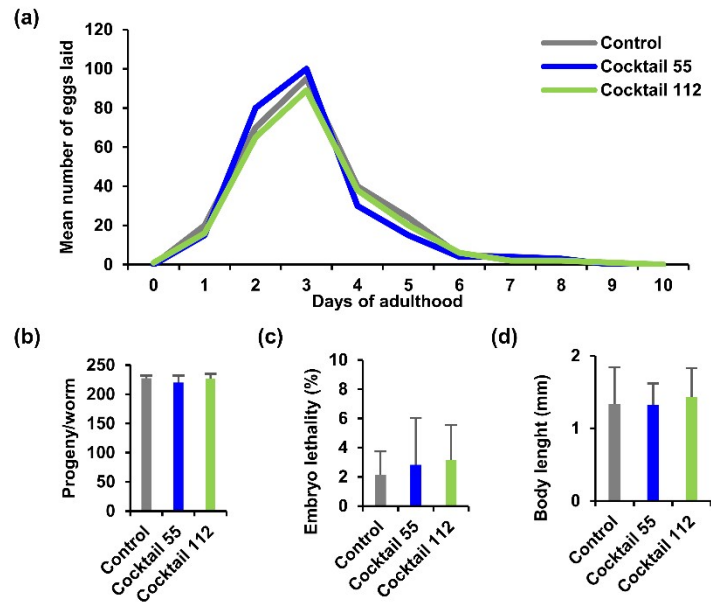 (a)
120
100
80
60
40
20
0
Mean number of eggs laid
Control
Cocktail 55
Cocktail 112
0 1 2 3 4 5 6 7 8 9 10
Days of adulthood
(b)
250
200
150
100
50
0
Progeny/worm
Control
Cocktail 55
Cocktail 112
(c)
10
8
6
4
2
0
Embryo lethality (%)
Control
Cocktail 55
Cocktail 112
(d)
2
1
0
Body lenght (mm)
Control
Cocktail 55
Cocktail 112